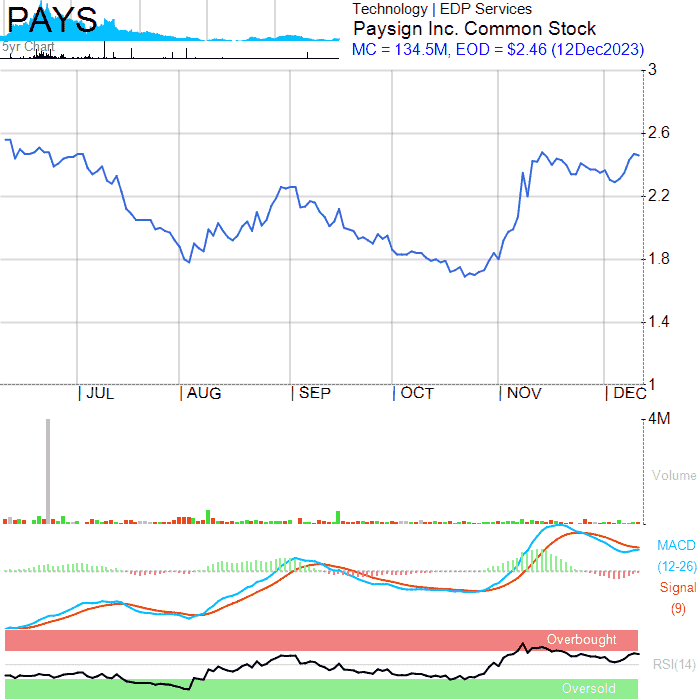 PAYS
5yr Chart
Technology | EDP Services
Paysign Inc. Common Stock
MC = 134.5M, EOD = $2.46 (12Dec2023)
3
2.6
2.2
1.8
1.4
1
| JUL | AUG | SEP | OCT | NOV | DEC
4M
Volume
MACD
(12-26)
Signal
(9)
Overbought
RSI(14)
Oversold